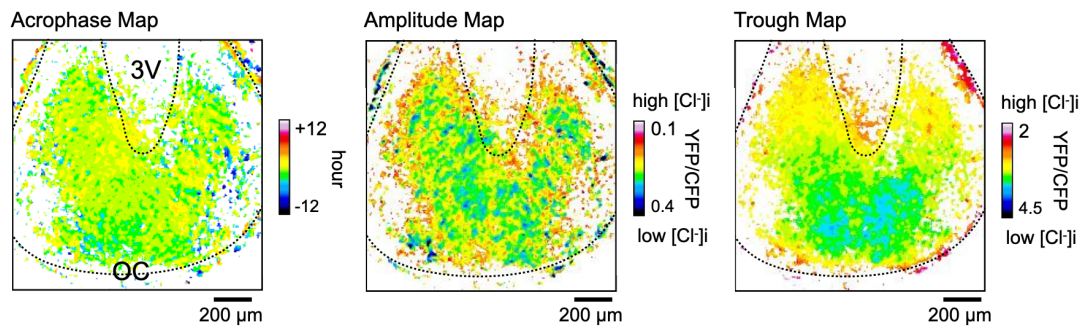 Acrophase Map
3V
OC
+12
-12
hour
200 µm
Amplitude Map
high [Cl-]i
0.1
YFP/CFP
0.4
low [Cl-]i
200 µm
Trough Map
high [Cl-]i
2
YFP/CFP
4.5
low [Cl-]i
200 µm